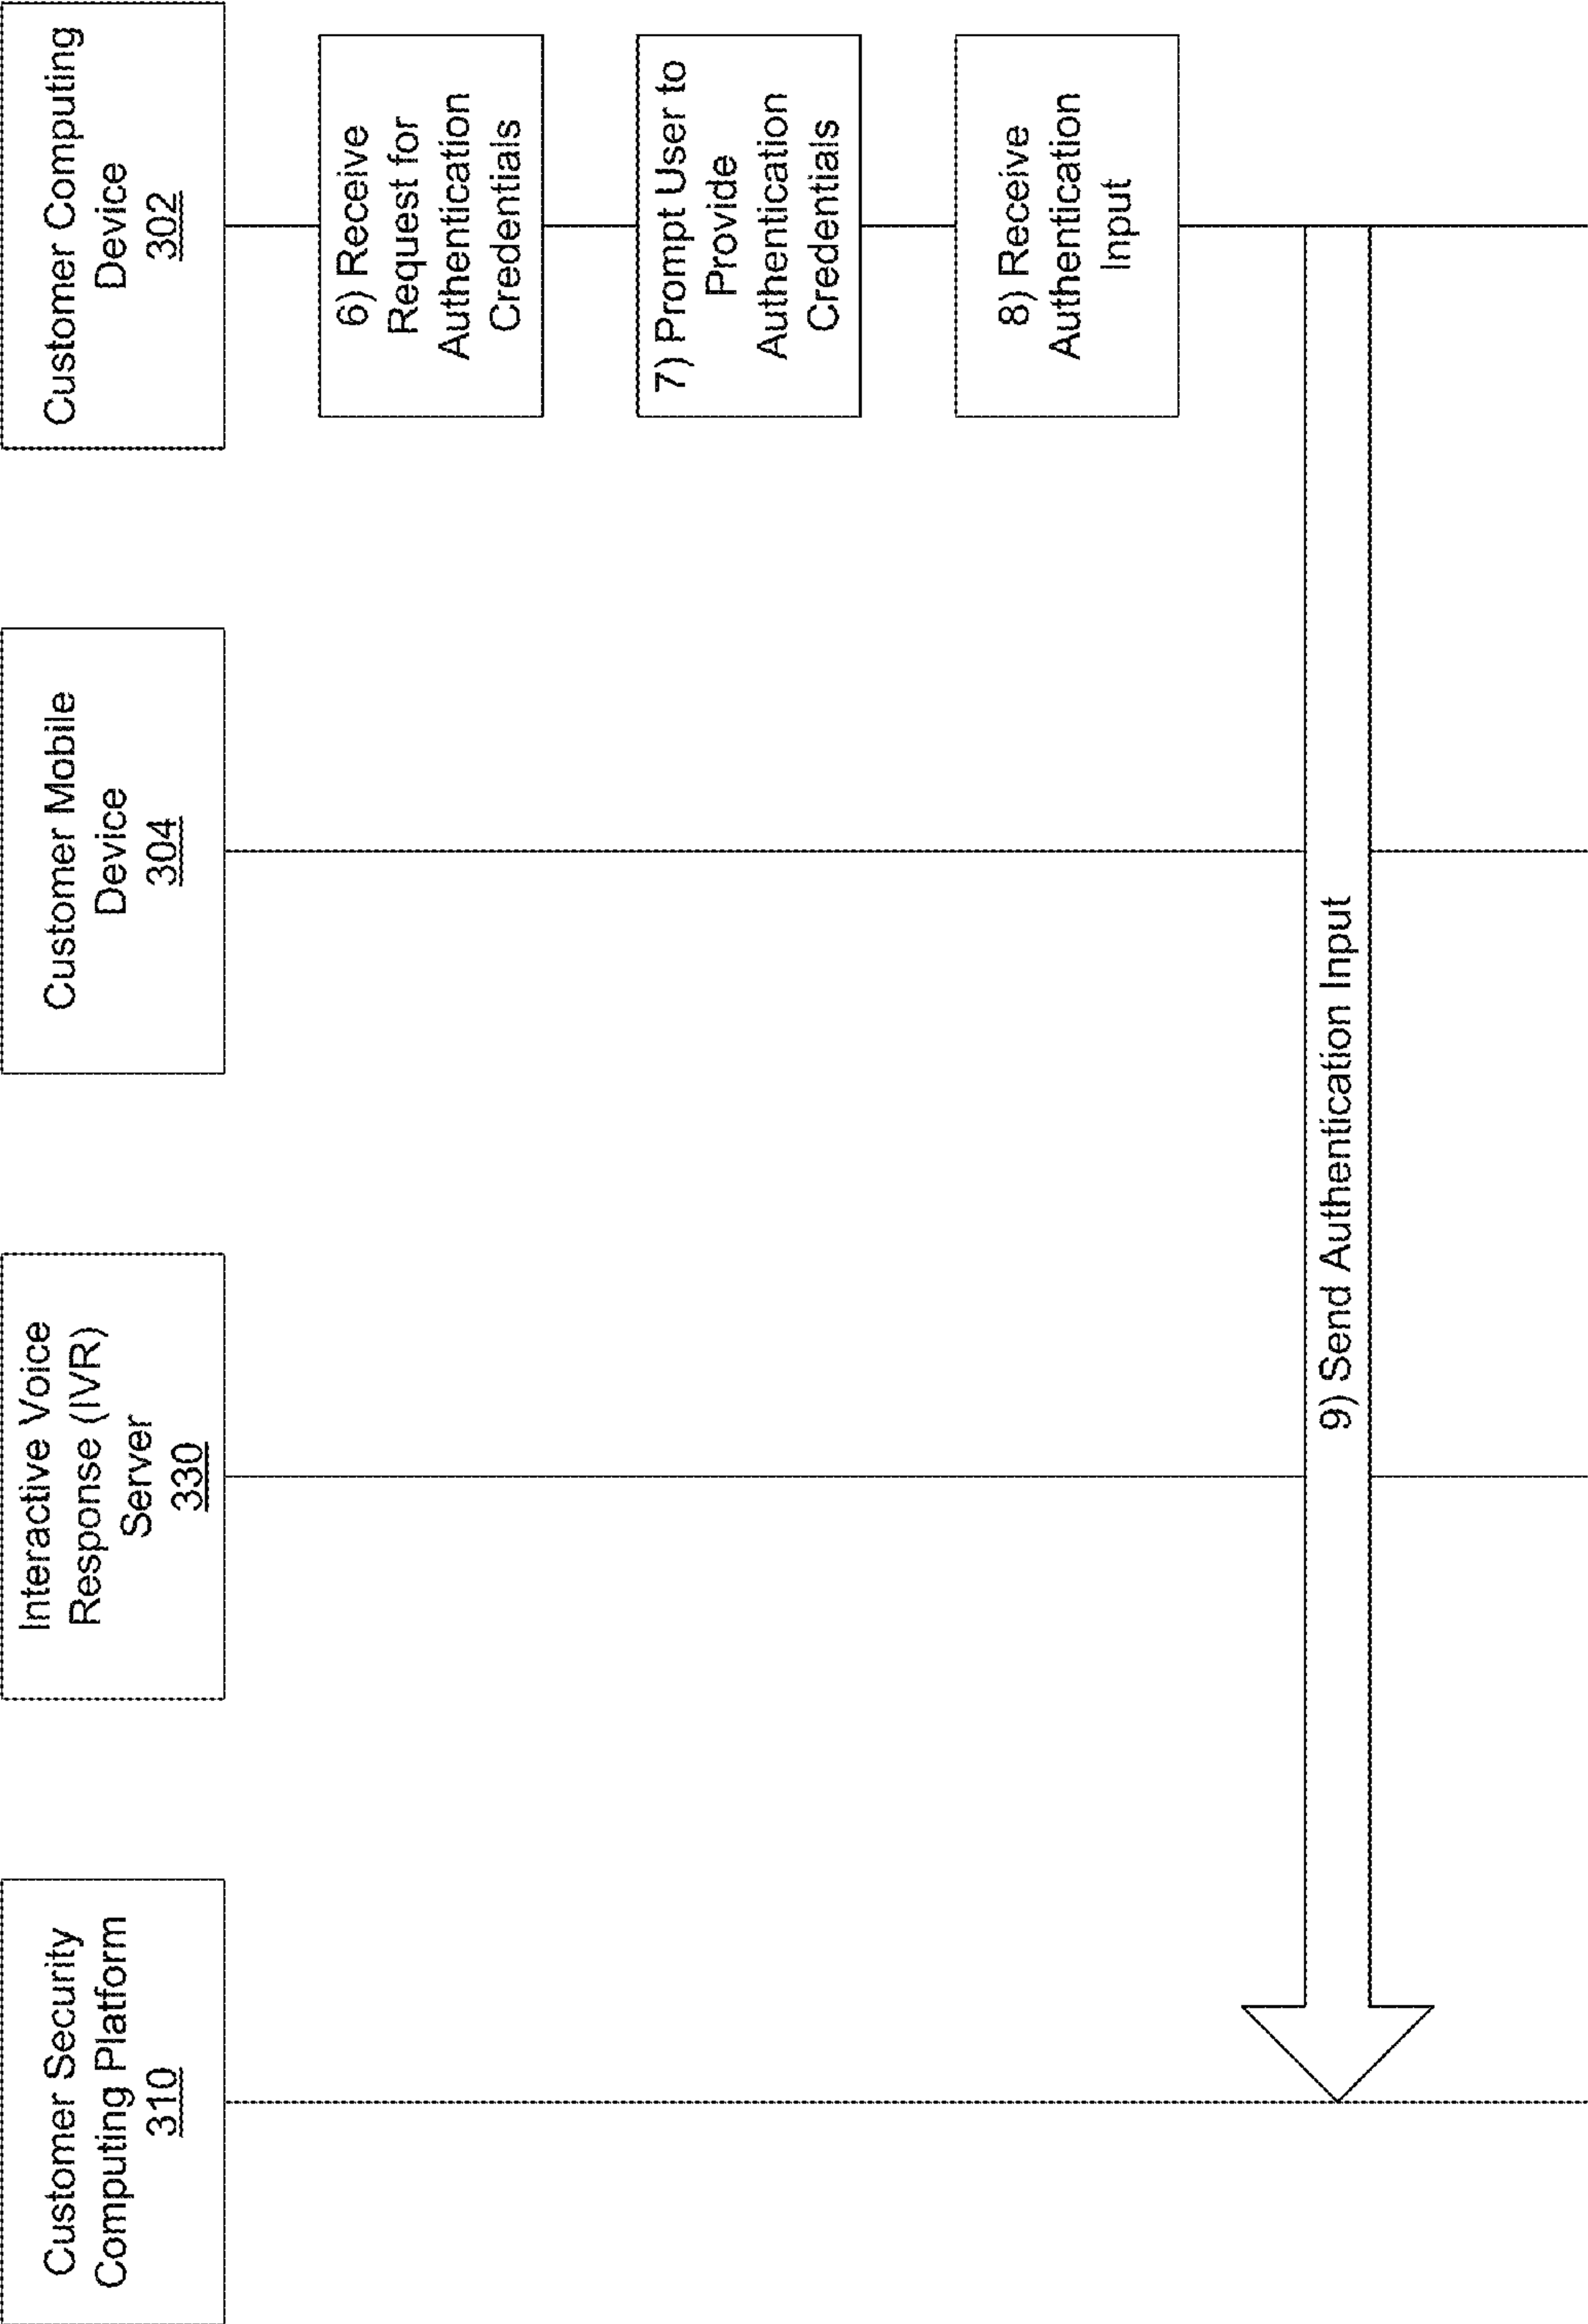 Customer Security
Computing Platform
310
Interactive Voice
Response (IVR)
Server
330
Customer Mobile
Device
304
Customer Computing
Device
302
6) Receive
Request for
Authentication
Credentials
7) Prompt User to
Provide
Authentication
Credentials
8) Receive
Authentication
Input
9) Send Authentication Input